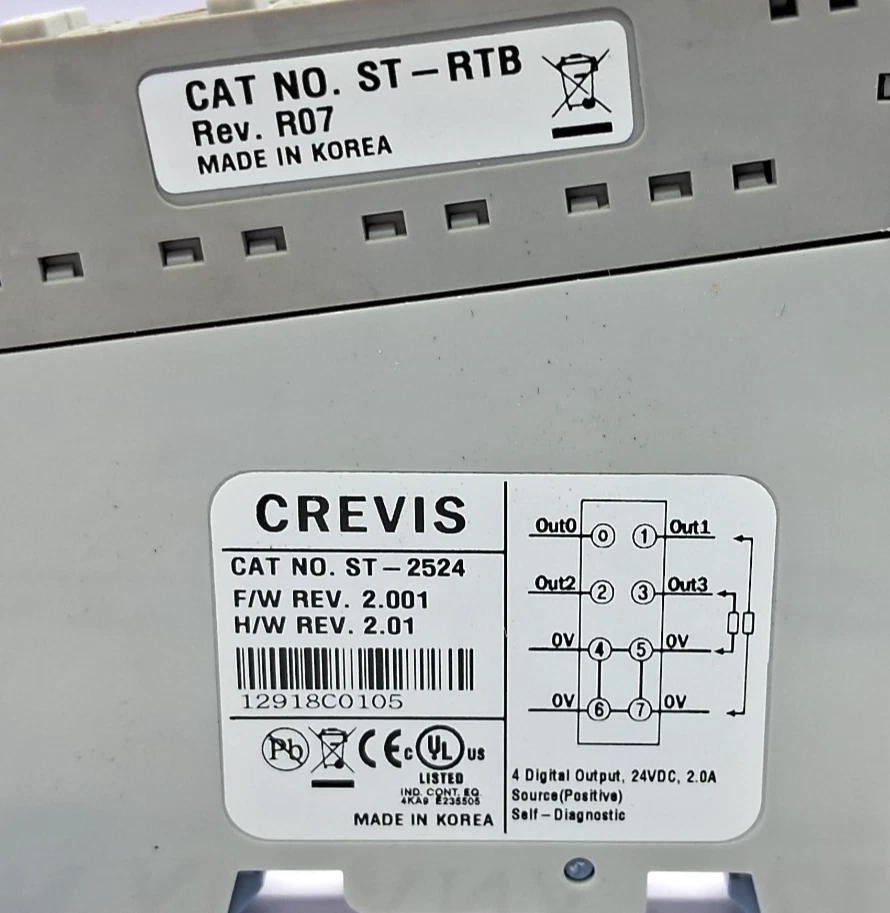 CAT NO. ST-RTB
Rev. R07
MADE IN KOREA
CREVIS
CAT NO. ST-2524
F/W REV. 2.001
H/W REV. 2.01
12918C0105
Pb CE c UL us
LISTED
IND. CONT. EQ
4KA9 E235505
MADE IN KOREA
Out0 0 1 Out1
Out2 2 3 Out3
0V 4 5 0V
0V 6 7 0V
4 Digital Output, 24VDC, 2.0A
Source(Positive)
Self-Diagnostic